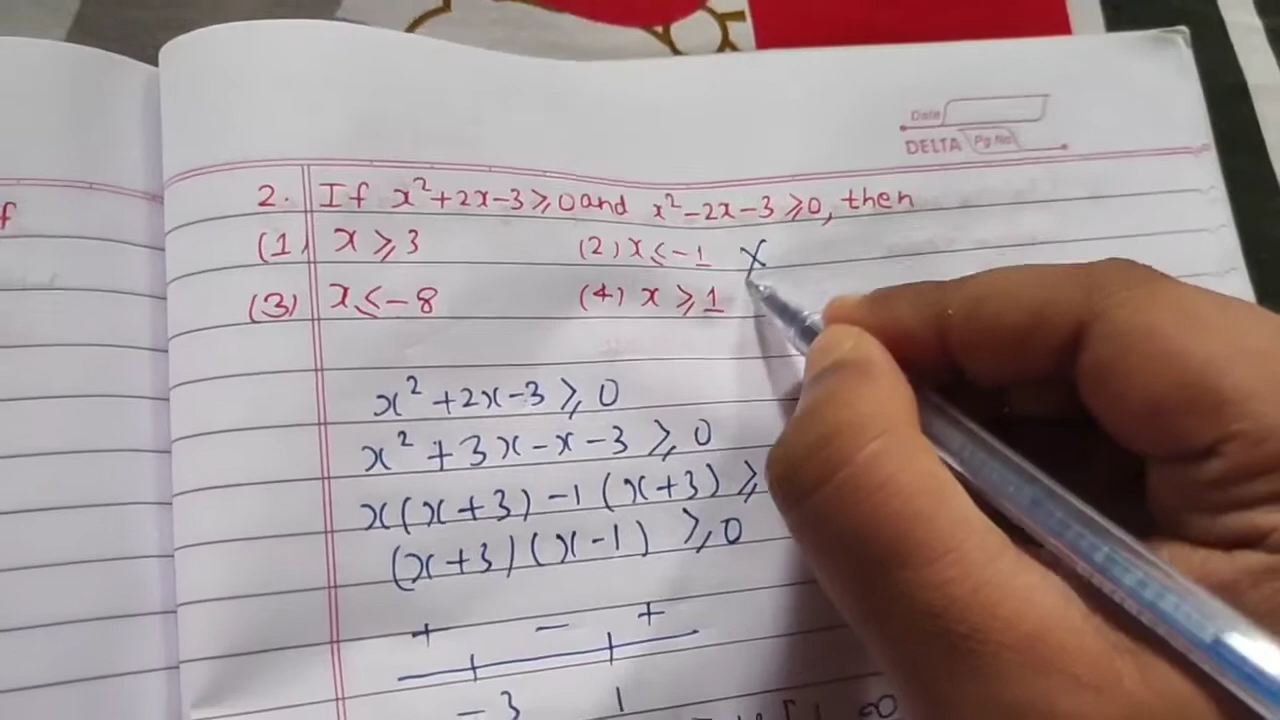 f
Date
DELTA Pg No
2. If x²+2x-3≥0 and x²-2x-3≥0, then
(1) x≥3 (2) x≤-1 X
(3) x≤-8 (4) x≥1
x²+2x-3≥0
x²+3x-x-3≥0
x(x+3)-1(x+3)≥
(x+3)(x-1)≥0
+ - +
-3 1
[1, ∞